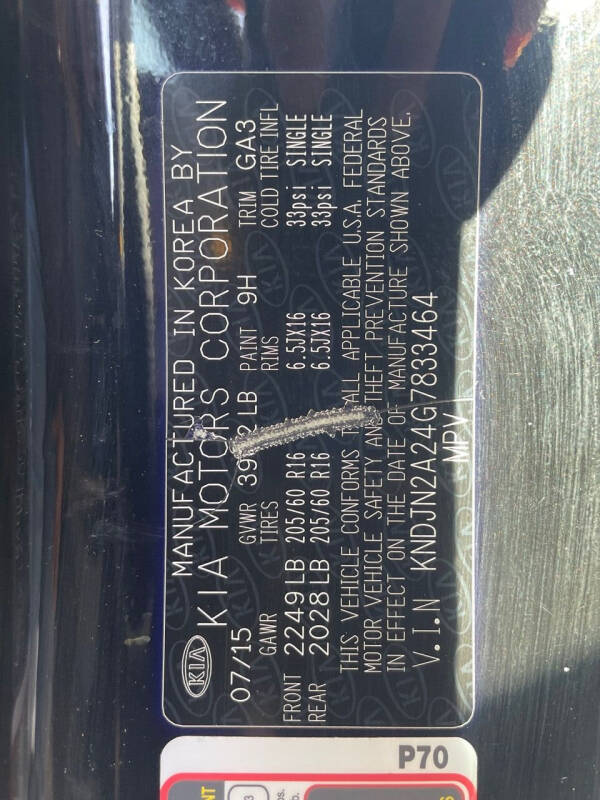 MANUFACTURED IN KOREA BY
KIA KIA MOTORS CORPORATION
07/15 GVWR PAINT 9H TRIM GA3
GAWR TIRES RIMS COLD TIRE INFL
FRONT 2249LB 205/60 R16 6.5JX16 33psi SINGLE
REAR 2028LB 205/60 R16 6.5JX16 33psi SINGLE
THIS VEHICLE CONFORMS ALL APPLICABLE U.S.A. FEDERAL
MOTOR VEHICLE SAFETY AND THEFT PREVENTION STANDARDS
IN EFFECT ON THE DATE OF MANUFACTURE SHOWN ABOVE.
V.I.N KNDJN2A24G7833464
MPV
P70